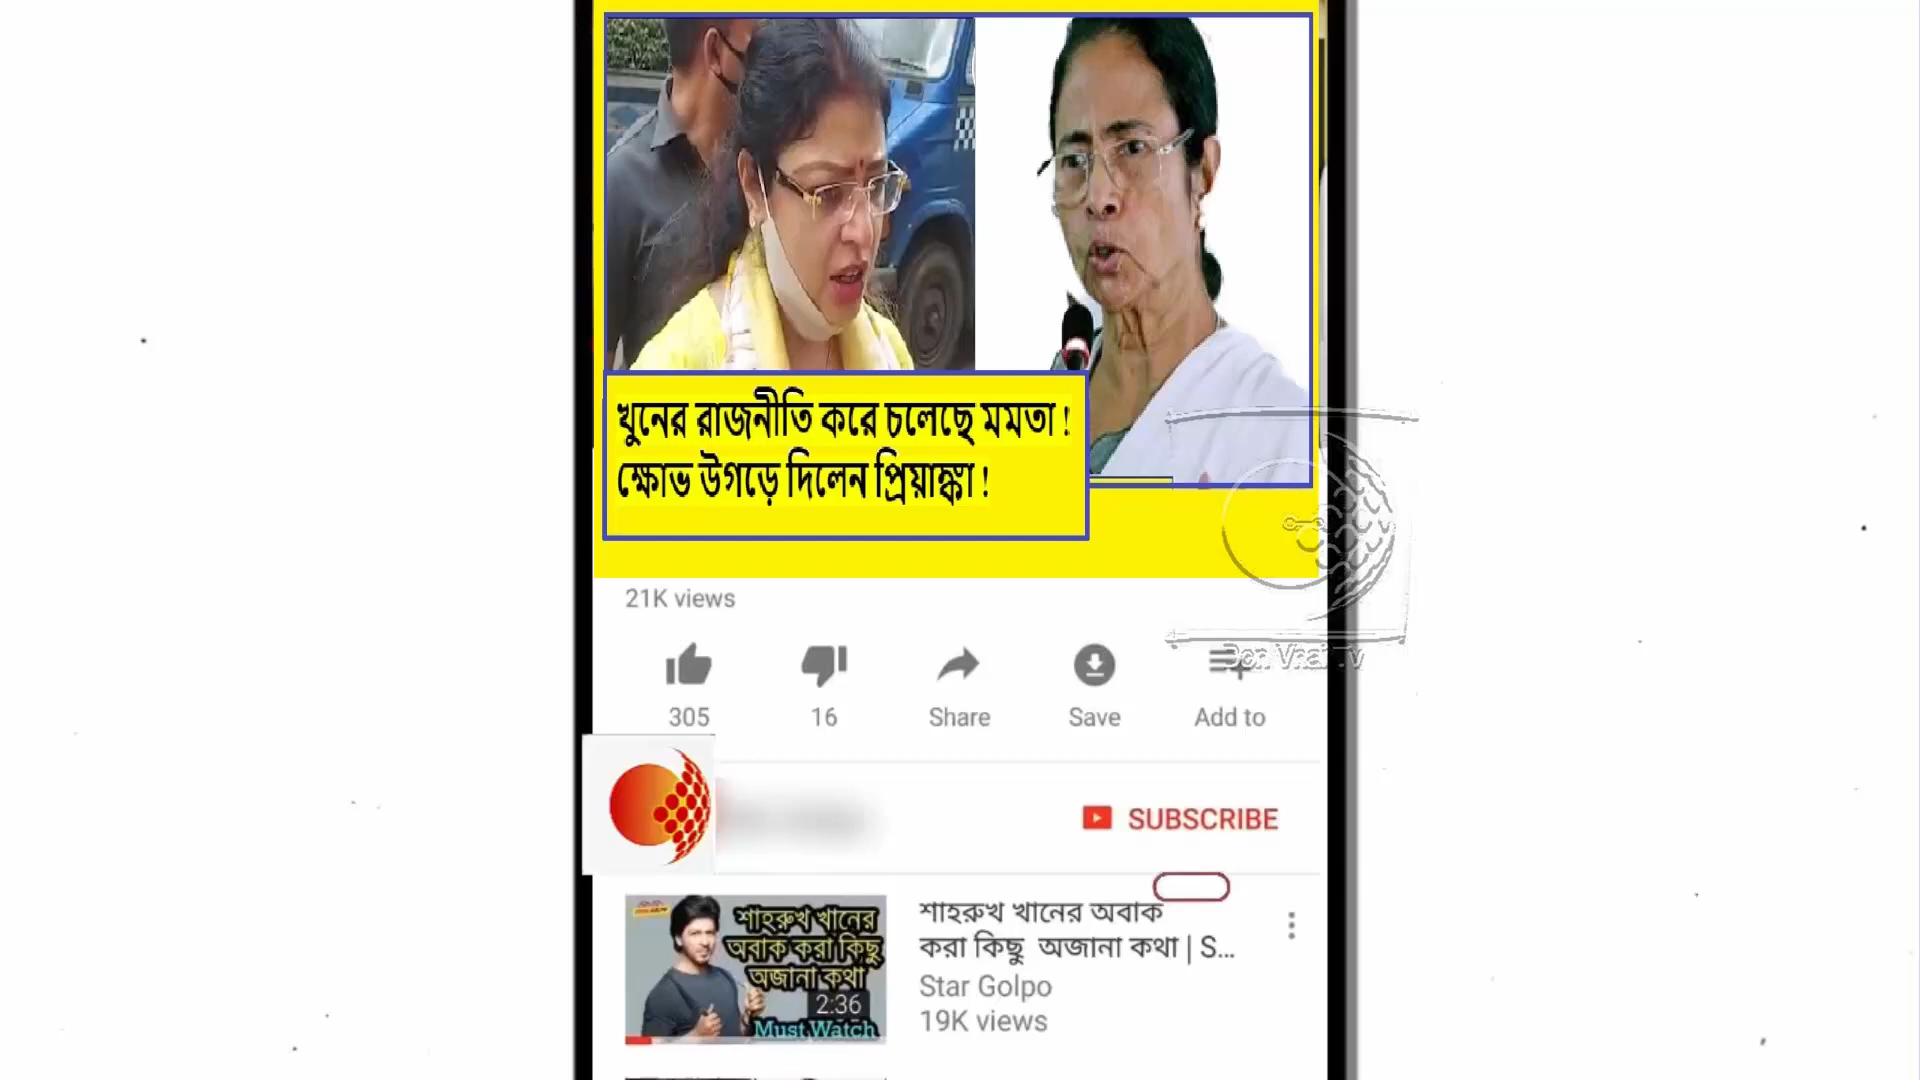 খুনের রাজনীতি করে চলেছে মমতা!
ক্ষোভ উগড়ে দিলেন প্রিয়াঙ্কা!
21K views
305
16
Share
Save
Add to
SUBSCRIBE
শাহরুখ খানের
অবাক করা কিছু
অজানা কথা
2:36
Must Watch
শাহরুখ খানের অবাক
করা কিছু অজানা কথা | S...
Star Golpo
19K views